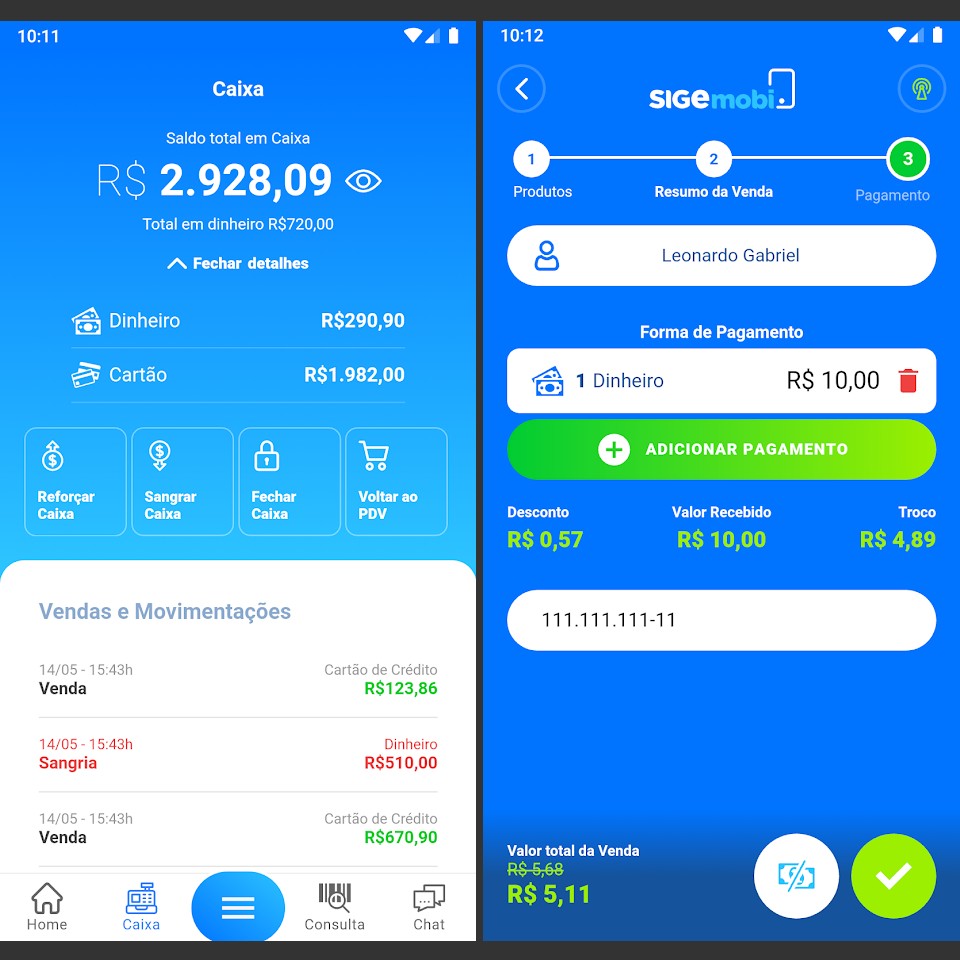 10:11
Caixa
Saldo total em Caixa
R$ 2.928,09
Total em dinheiro R$720,00
Fechar detalhes
Dinheiro R$290,90
Cartão R$1.982,00
Reforçar
Caixa
Sangrar
Caixa
Fechar
Caixa
Voltar ao
PDV
Vendas e Movimentações
14/05 - 15:43h Cartão de Crédito
Venda R$123,86
14/05 - 15:43h Dinheiro
Sangria R$510,00
14/05 - 15:43h Cartão de Crédito
Venda R$670,90
Home
Caixa
Consulta
Chat
10:12
SIGEmobi
1
2
3
Produtos
Resumo da Venda
Pagamento
Leonardo Gabriel
Forma de Pagamento
1 Dinheiro R$ 10,00
ADICIONAR PAGAMENTO
Desconto Valor Recebido Troco
R$ 0,57 R$ 10,00 R$ 4,89
111.111.111-11
Valor total da Venda
R$ 5,68
R$ 5,11